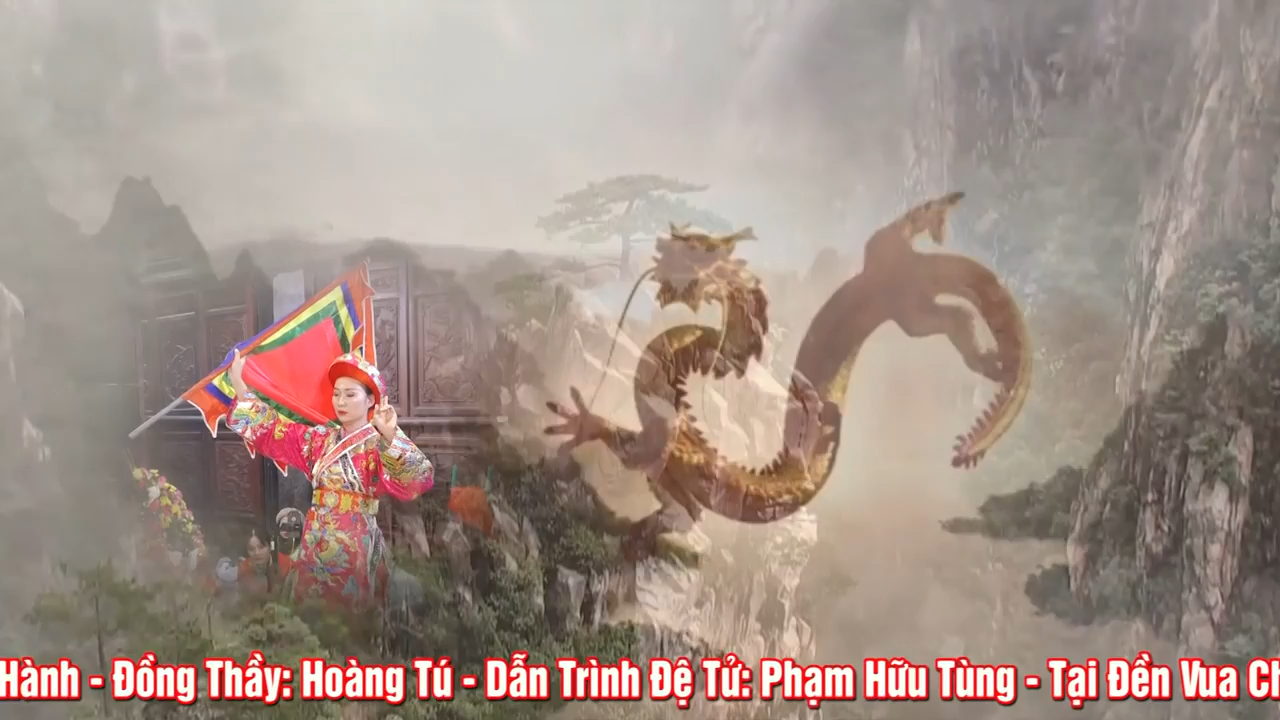 Hành - Đồng Thầy: Hoàng Tú - Dẫn Trình Đệ Tử: Phạm Hữu Tùng - Tại Đền Vua